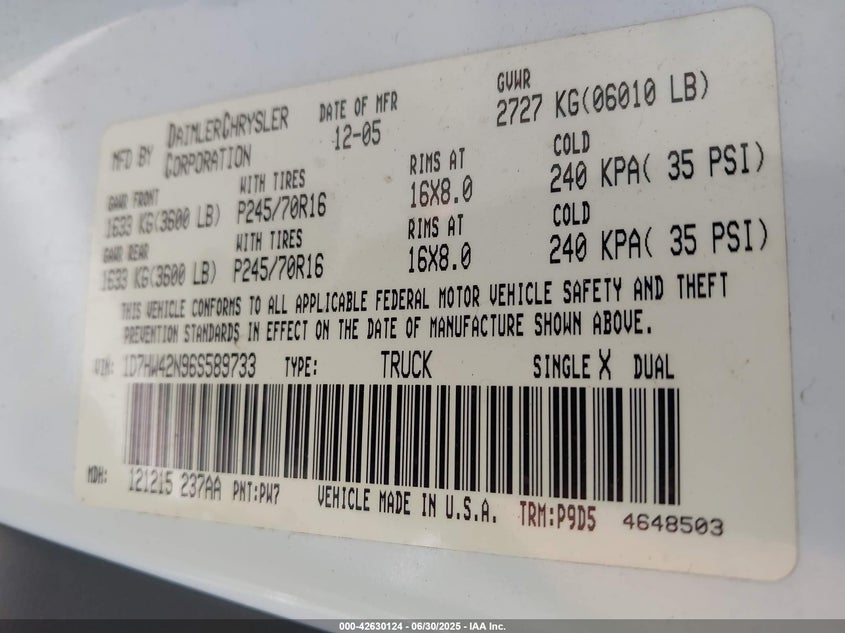 MFD BY DAIMLERCHRYSLER CORPORATION DATE OF MFR 12-05 GVWR 2727 KG(06010 LB)
GAWR FRONT WITH TIRES RIMS AT COLD
1633 KG(3600 LB) P245/70R16 16X8.0 240 KPA( 35 PSI)
GAWR REAR WITH TIRES RIMS AT COLD
1633 KG(3600 LB) P245/70R16 16X8.0 240 KPA( 35 PSI)
THIS VEHICLE CONFORMS TO ALL APPLICABLE FEDERAL MOTOR VEHICLE SAFETY AND THEFT
PREVENTION STANDARDS IN EFFECT ON THE DATE OF MANUFACTURE SHOWN ABOVE.
VIN: 1D7HW42N96S589733 TYPE: TRUCK SINGLE X DUAL
MDH: 121215 237AA PNT:PW7 VEHICLE MADE IN U.S.A. TRM:P9D5 4648503
000-42630124 - 06/30/2025 - IAA Inc.